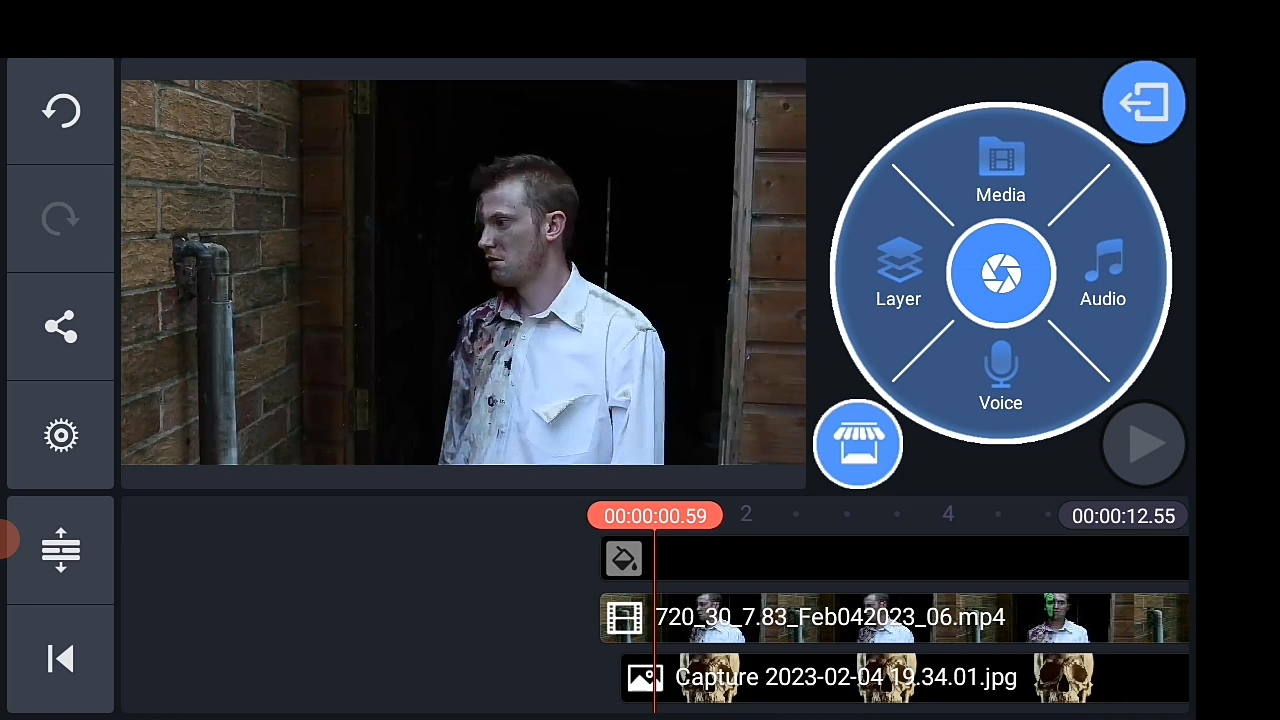 Media
Layer
Audio
Voice
00:00:00.59
2
4
00:00:12.55
720_30_7.83_Feb042023_06.mp4
Capture 2023-02-04 19.34.01.jpg